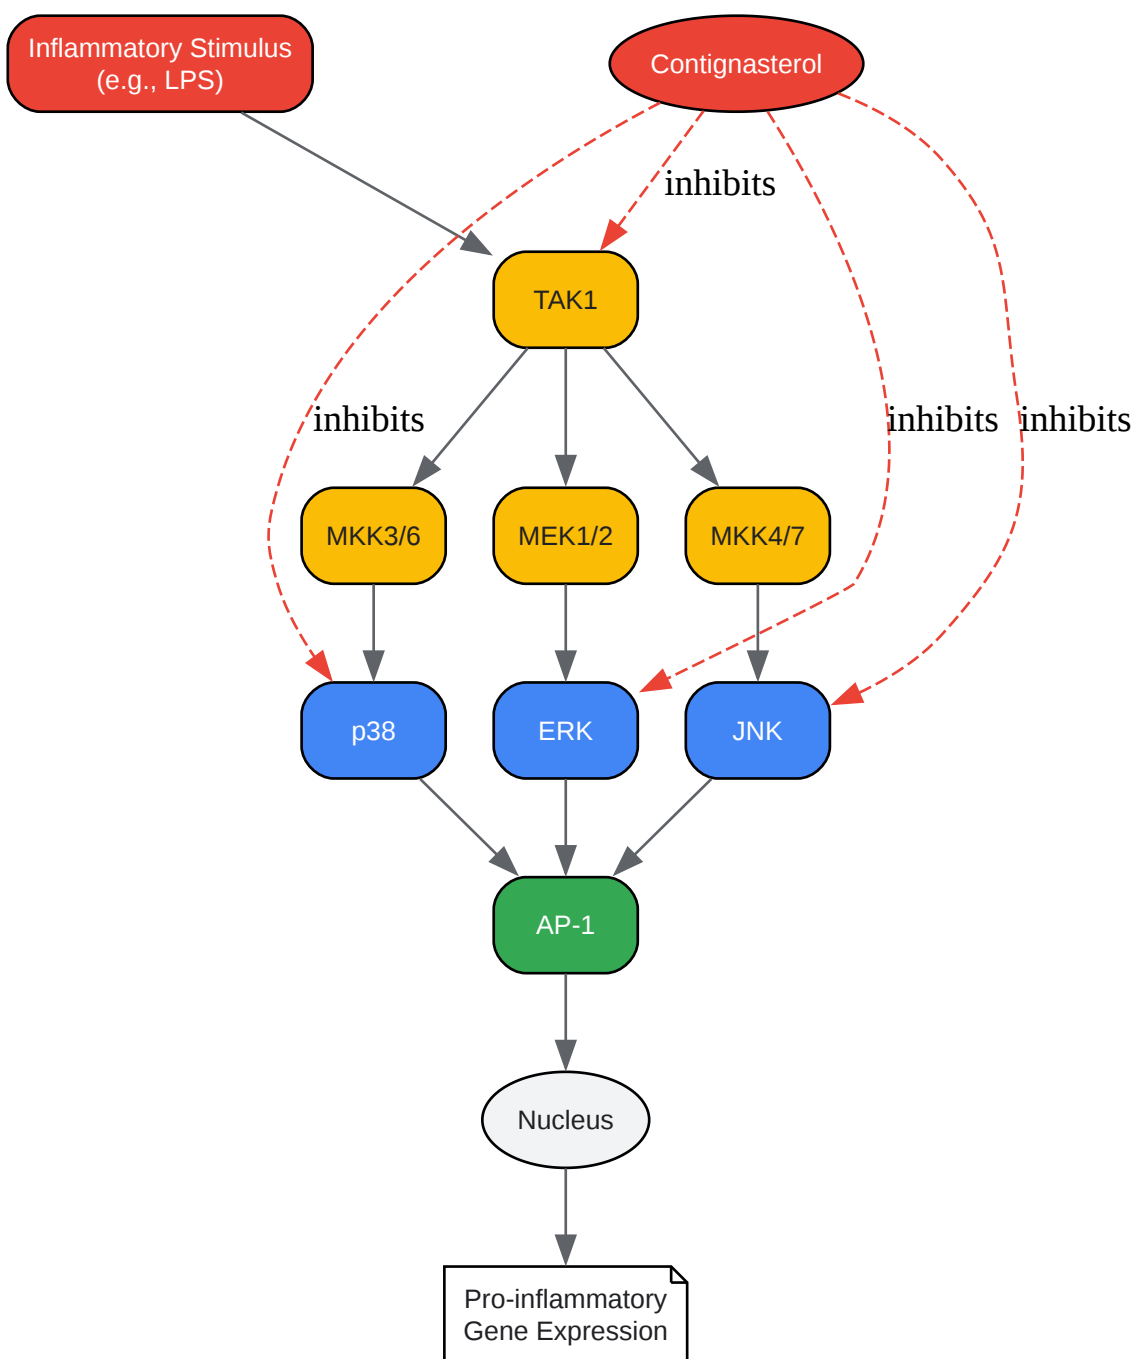 Inflammatory Stimulus
(e.g., LPS)
Contignasterol
inhibits
TAK1
inhibits
inhibits
inhibits
MKK3/6
MEK1/2
MKK4/7
p38
ERK
JNK
AP-1
Nucleus
Pro-inflammatory
Gene Expression